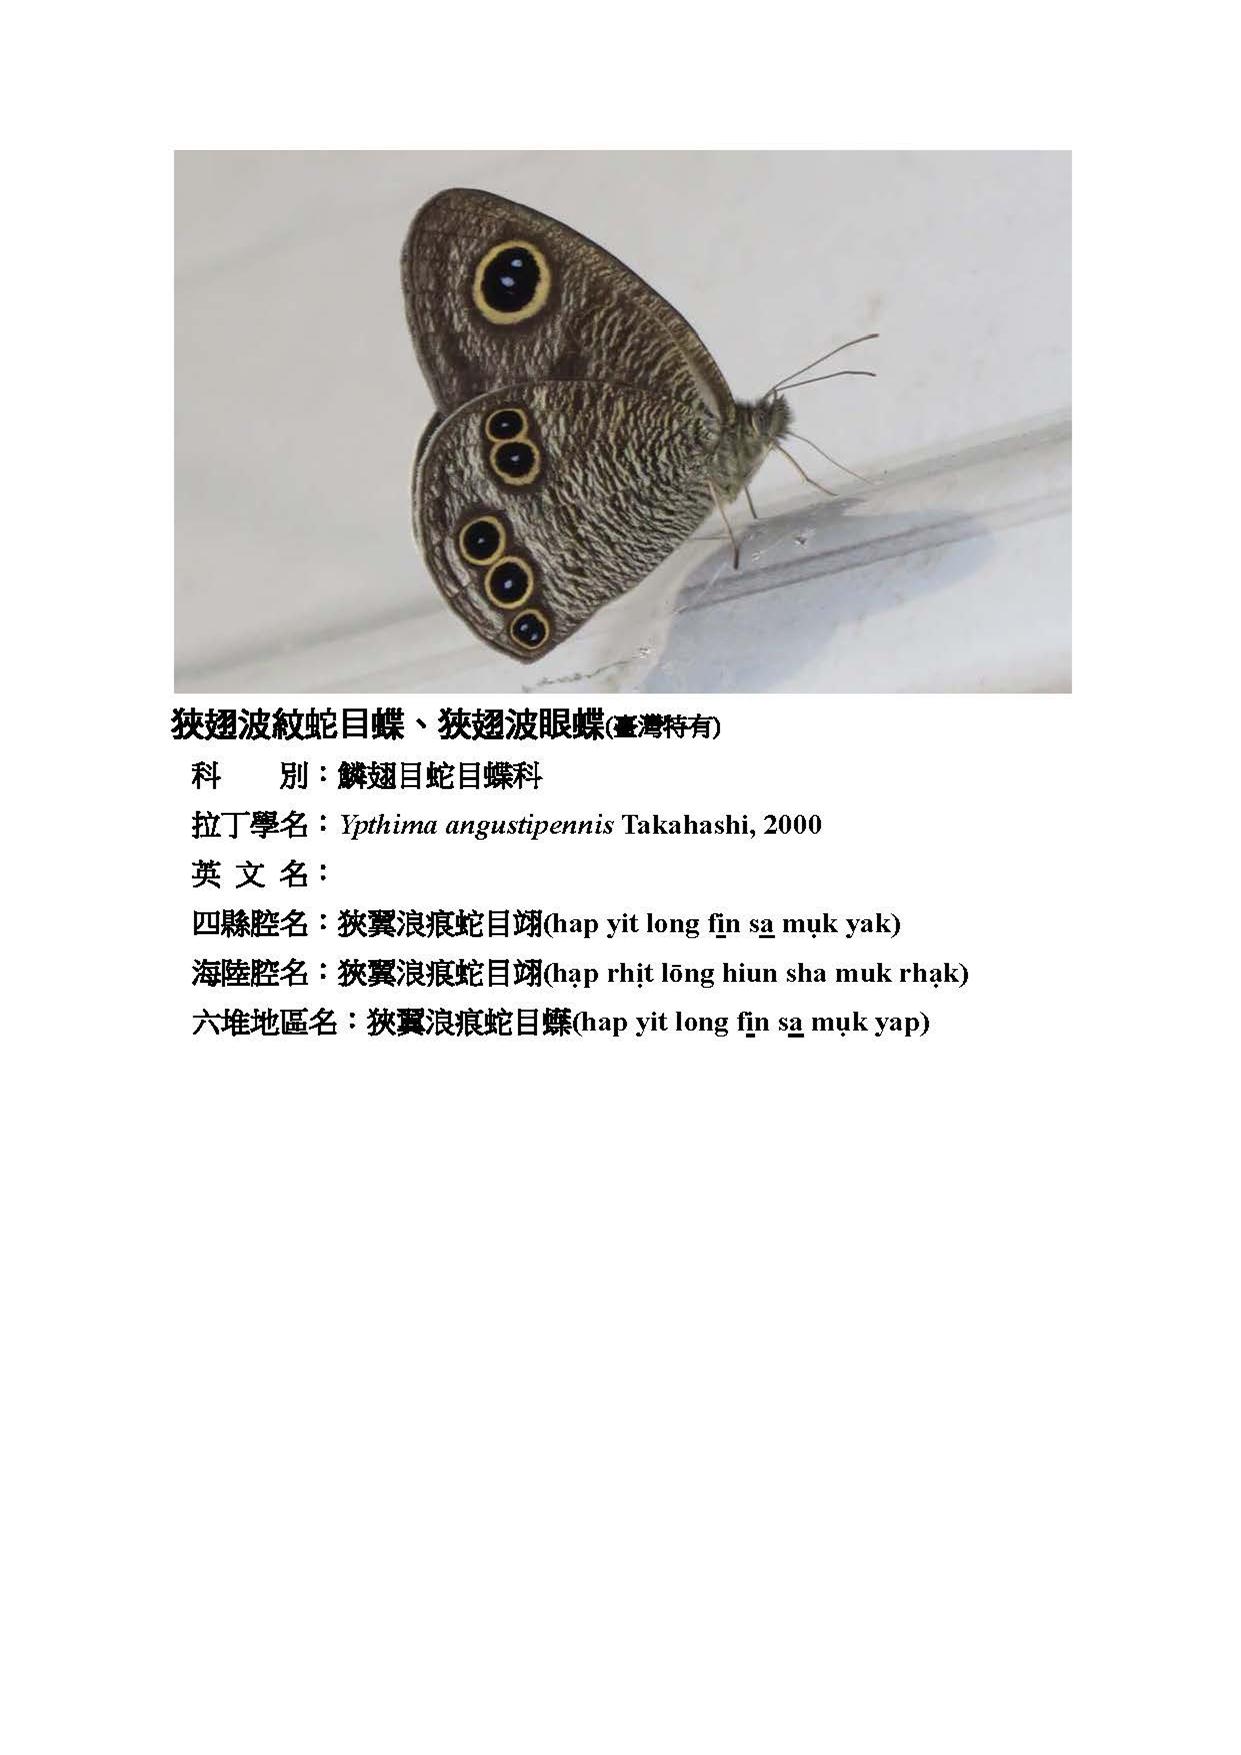 狹翅波紋蛇目蝶、狹翅波眼蝶(臺灣特有)
科　　別：鱗翅目蛇目蝶科
拉丁學名：Ypthima angustipennis Takahashi, 2000
英 文 名：
四縣腔名：狹翼浪痕蛇目翊(hap yit long fi̲n sa̲ mụk yak)
海陸腔名：狹翼浪痕蛇目翊(hạp rhịt lōng hiun sha muk rhạk)
六堆地區名：狹翼浪痕蛇目蠂(hap yit long fi̲n sa̲ mụk yap)